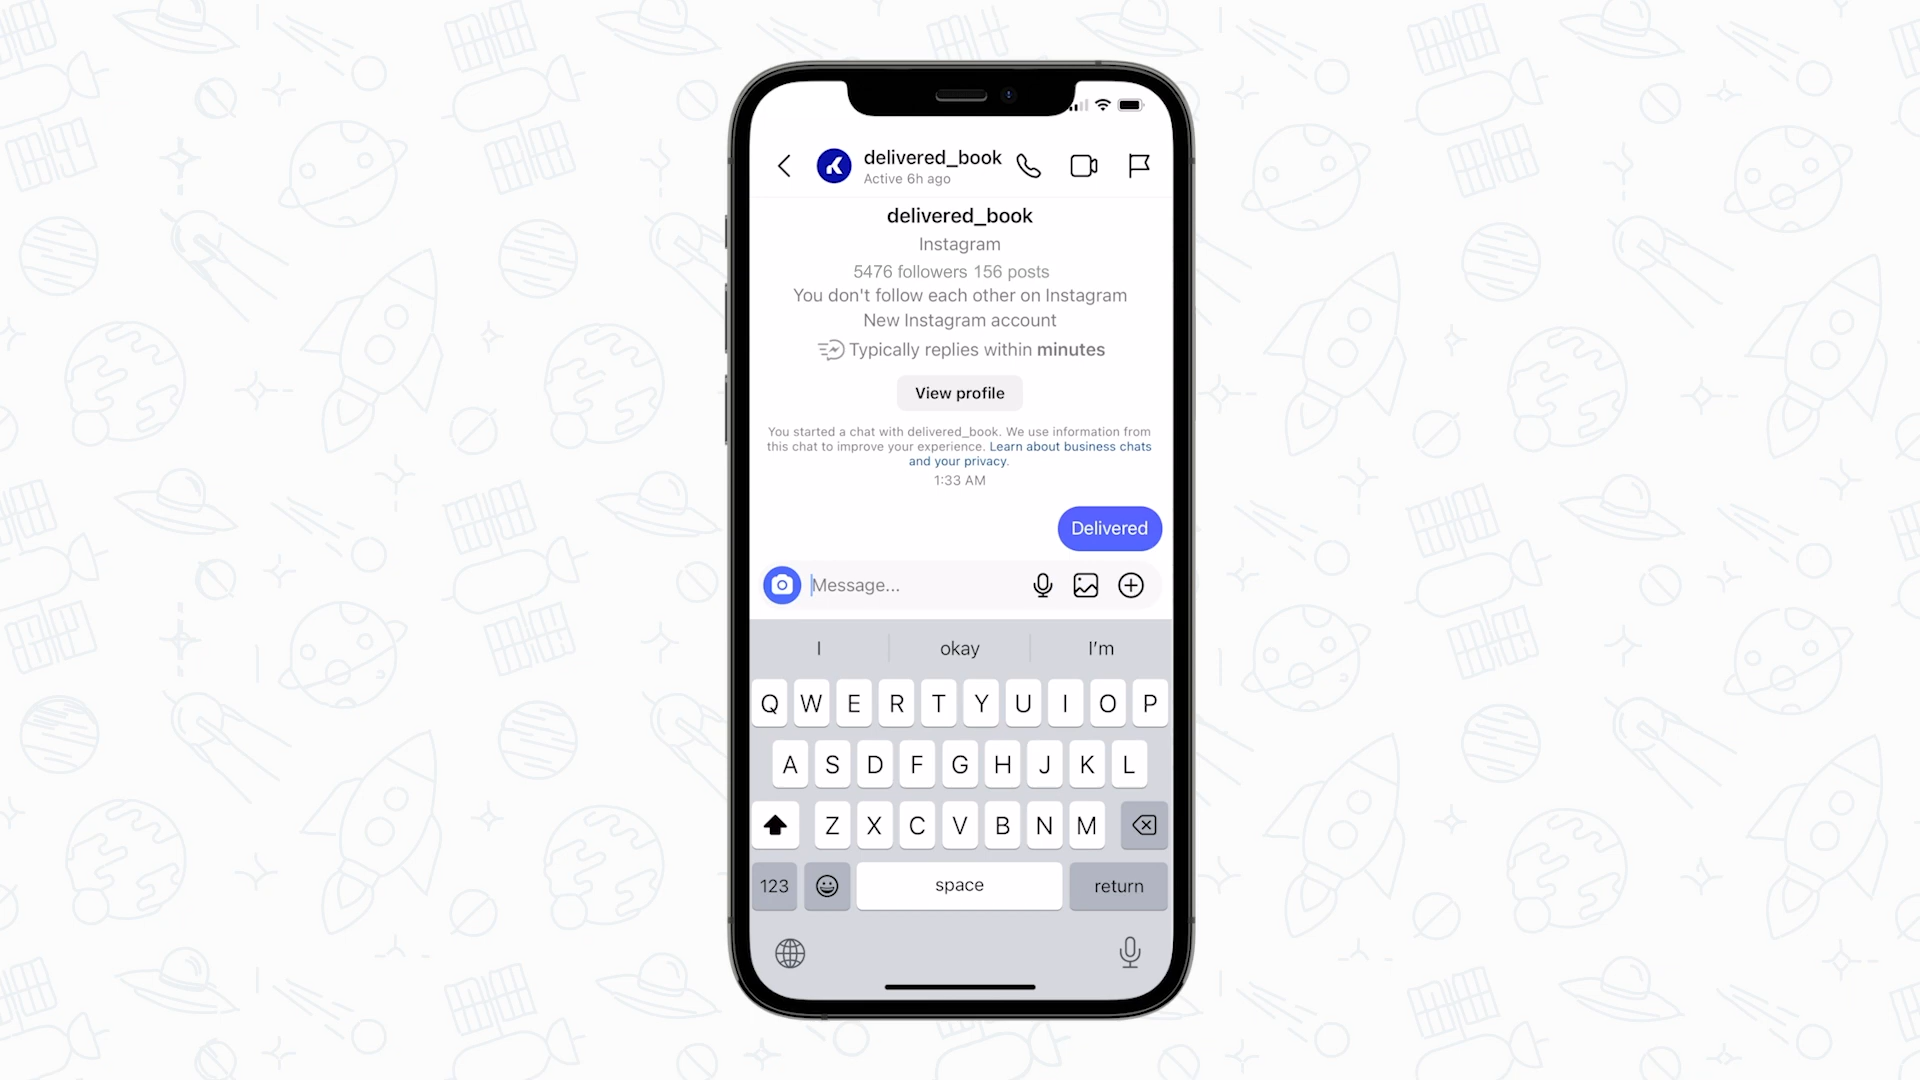 delivered_book
Active 6h ago
delivered_book
Instagram
5476 followers 156 posts
You don't follow each other on Instagram
New Instagram account
Typically replies within minutes
View profile
You started a chat with delivered_book. We use information from
this chat to improve your experience. Learn about business chats
and your privacy.
1:33 AM
Delivered
Message...
I okay I'm
Q W E R T Y U I O P
A S D F G H J K L
Z X C V B N M
123 space return